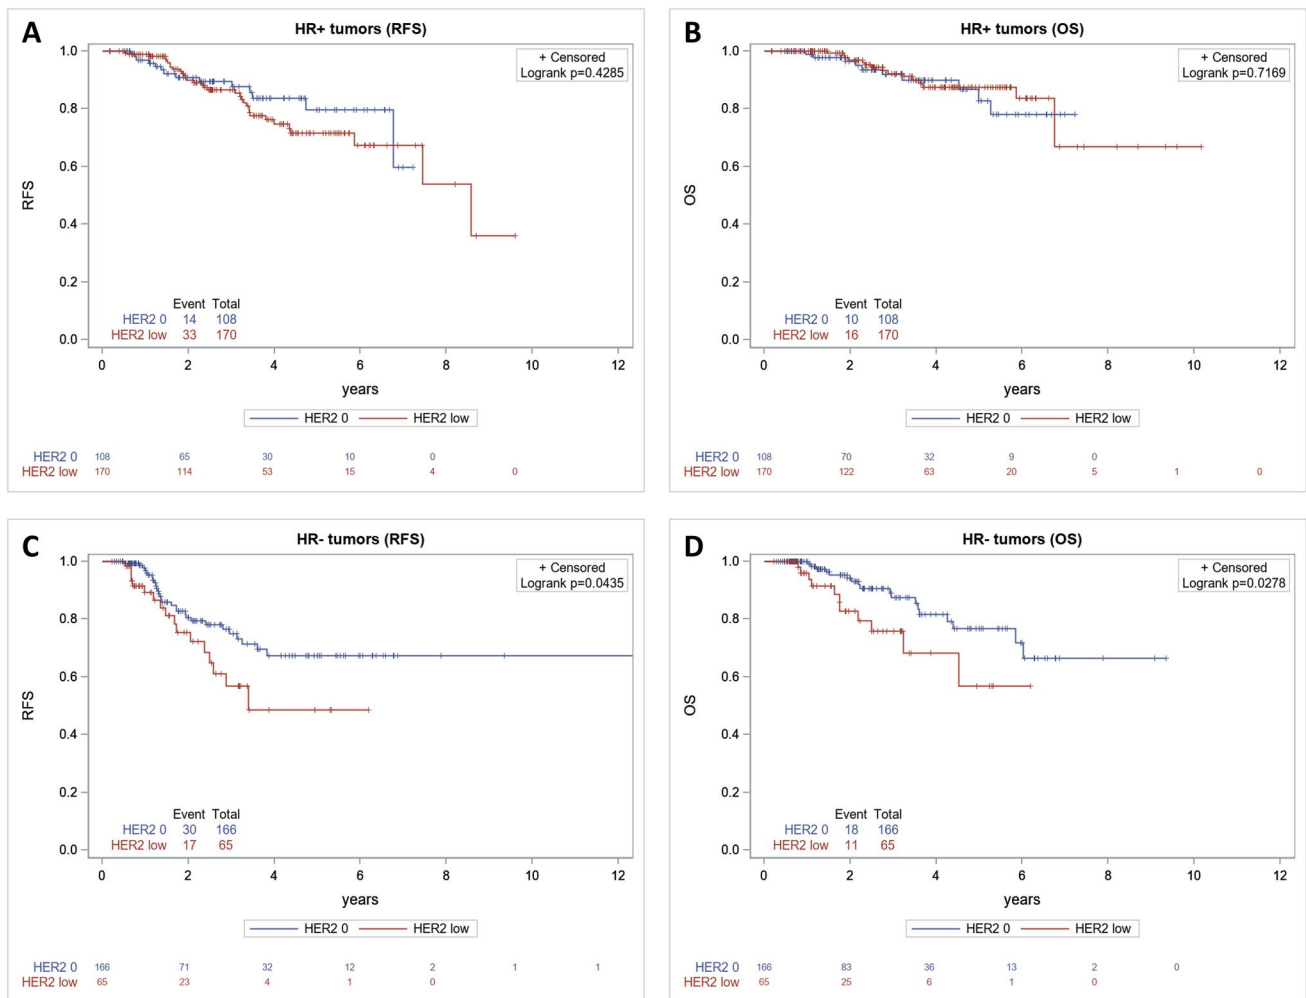 A
HR+ tumors (RFS)
+ Censored
Logrank p=0.4285
1.0
0.8
0.6
0.4
0.2
0.0
RFS
Event Total
HER2 0 14 108
HER2 low 33 170
0 2 4 6 8 10 12
years
HER2 0 HER2 low
HER2 0 108 65 30 10 0
HER2 low 170 114 53 15 4 0
B
HR+ tumors (OS)
+ Censored
Logrank p=0.7169
1.0
0.8
0.6
0.4
0.2
0.0
OS
Event Total
HER2 0 10 108
HER2 low 16 170
0 2 4 6 8 10 12
years
HER2 0 HER2 low
HER2 0 108 70 32 9 0
HER2 low 170 122 63 20 5 1 0
C
HR- tumors (RFS)
+ Censored
Logrank p=0.0435
1.0
0.8
0.6
0.4
0.2
0.0
RFS
Event Total
HER2 0 30 166
HER2 low 17 65
0 2 4 6 8 10 12
years
HER2 0 HER2 low
HER2 0 166 71 32 12 2 1 1
HER2 low 65 23 4 1 0
D
HR- tumors (OS)
+ Censored
Logrank p=0.0278
1.0
0.8
0.6
0.4
0.2
0.0
OS
Event Total
HER2 0 18 166
HER2 low 11 65
0 2 4 6 8 10 12
years
HER2 0 HER2 low
HER2 0 166 83 36 13 2 0
HER2 low 65 25 6 1 0